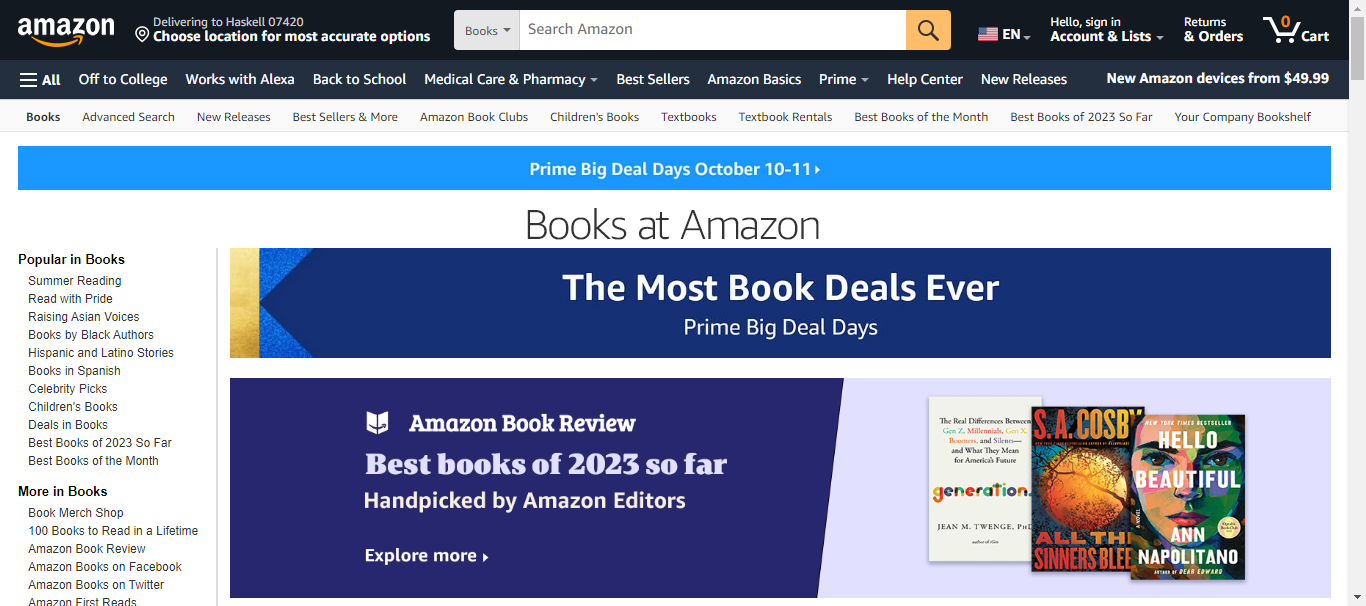 amazon
Delivering to Haskell 07420
Choose location for most accurate options
Books
Search Amazon
EN
Hello, sign in
Account & Lists
Returns
& Orders
0
Cart
All
Off to College
Works with Alexa
Back to School
Medical Care & Pharmacy
Best Sellers
Amazon Basics
Prime
Help Center
New Releases
New Amazon devices from $49.99
Books
Advanced Search
New Releases
Best Sellers & More
Amazon Book Clubs
Children's Books
Textbooks
Textbook Rentals
Best Books of the Month
Best Books of 2023 So Far
Your Company Bookshelf
Prime Big Deal Days October 10-11
Books at Amazon
Popular in Books
Summer Reading
Read with Pride
Raising Asian Voices
Books by Black Authors
Hispanic and Latino Stories
Books in Spanish
Celebrity Picks
Children's Books
Deals in Books
Best Books of 2023 So Far
Best Books of the Month
More in Books
Book Merch Shop
100 Books to Read in a Lifetime
Amazon Book Review
Amazon Books on Facebook
Amazon Books on Twitter
Amazon First Reads
The Most Book Deals Ever
Prime Big Deal Days
Amazon Book Review
Best books of 2023 so far
Handpicked by Amazon Editors
Explore more
The Real Differences Between
Gen Z, Millennials, Gen X,
Boomers, and Silents—
and What They Mean
for America's Future
generation
JEAN M. TWENGE, PhD
author of iGen
S.A. COSBY
ALL THE
SINNERS BLEE
NEW YORK TIMES BESTSELLER
HELLO
BEAUTIFUL
A NOVEL
ANN
NAPOLITANO
AUTHOR OF DEAR EDWARD